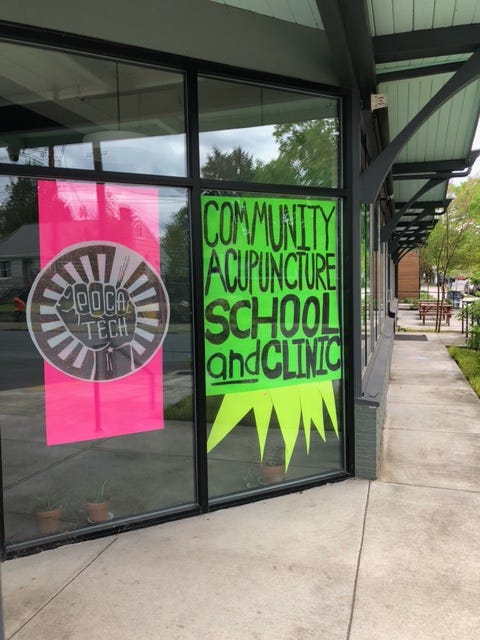 POCA
TECH
COMMUNITY
ACUPUNCTURE
SCHOOL
and CLINIC